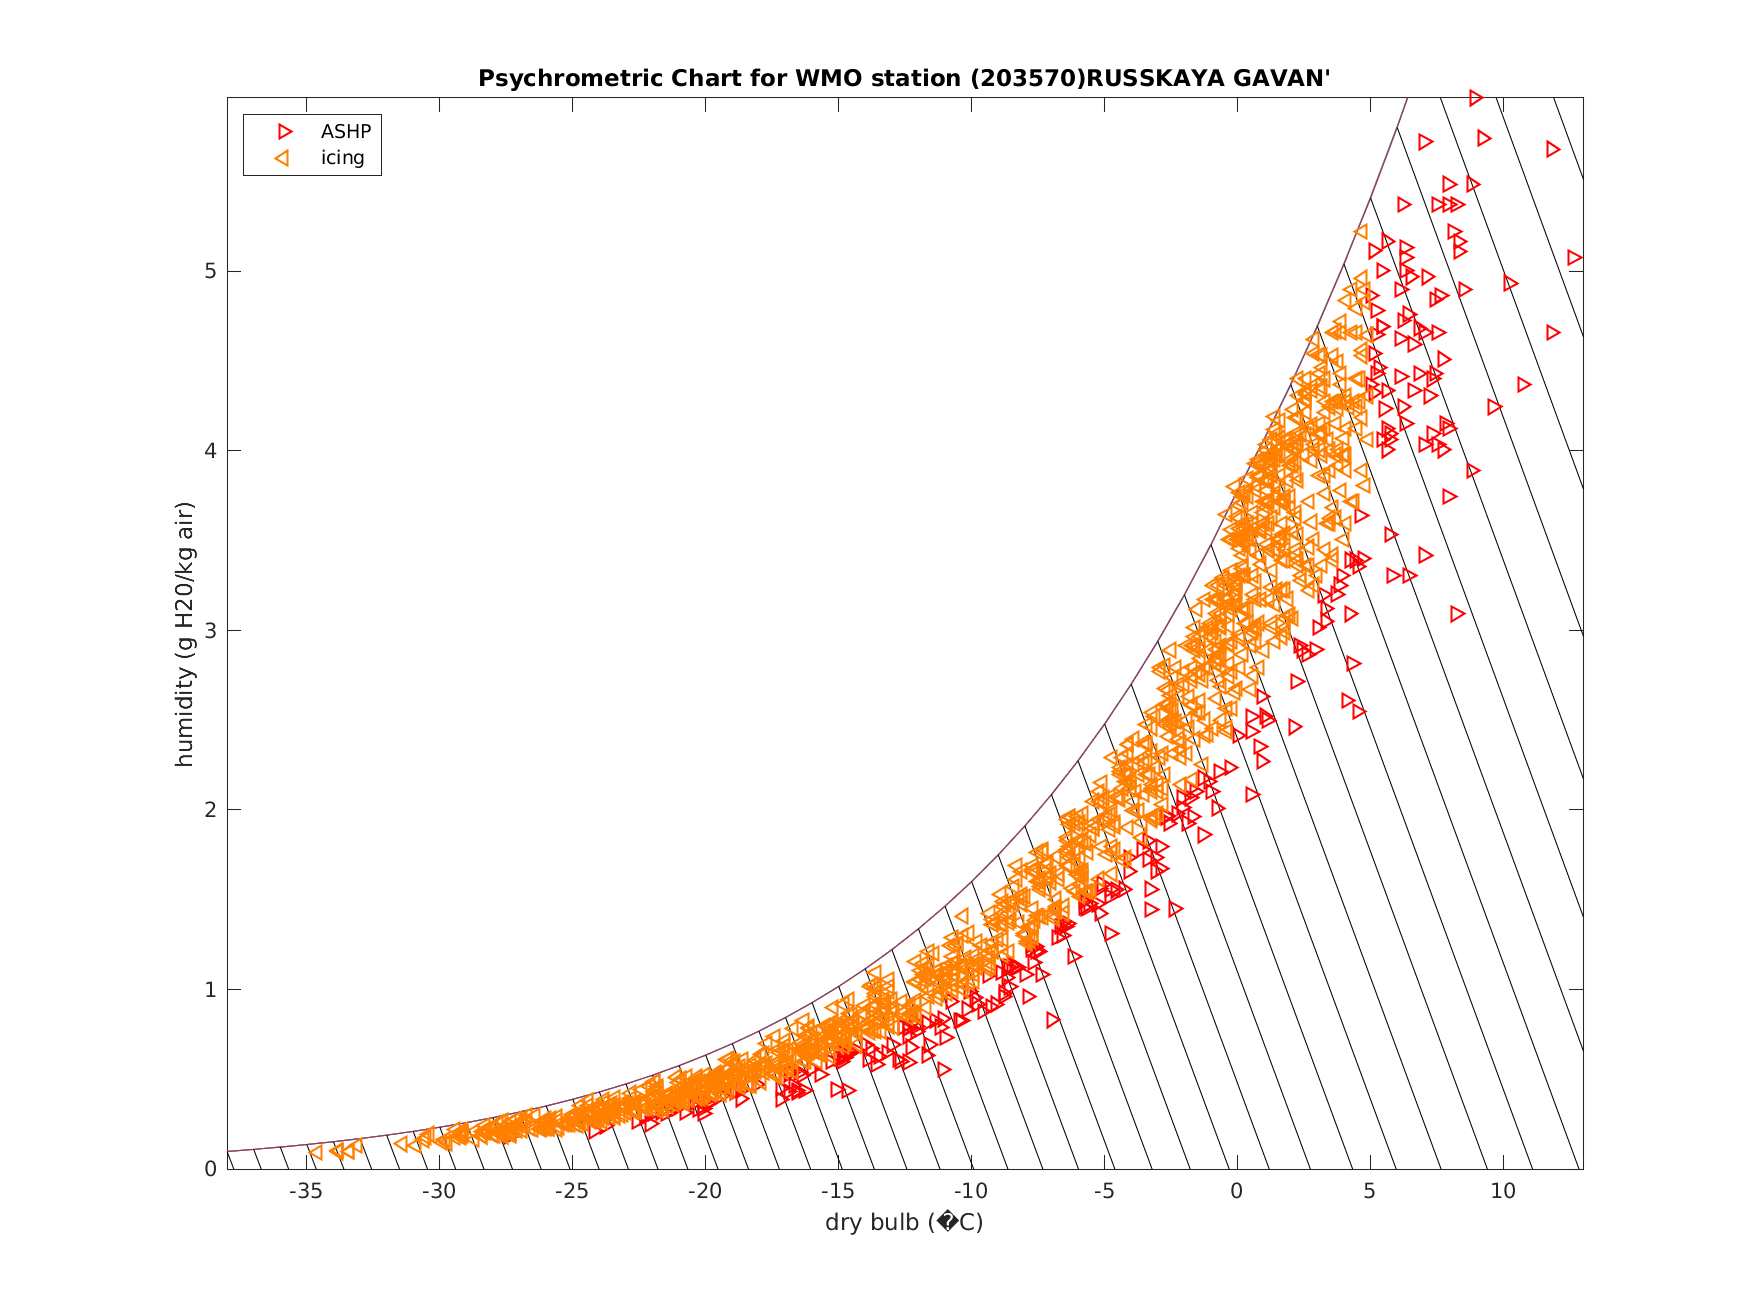 Psychrometric Chart for WMO station (203570)RUSSKAYA GAVAN'
ASHP
icing
humidity (g H20/kg air)
5
4
3
2
1
0
-35 -30 -25 -20 -15 -10 -5 0 5 10
dry bulb (�C)